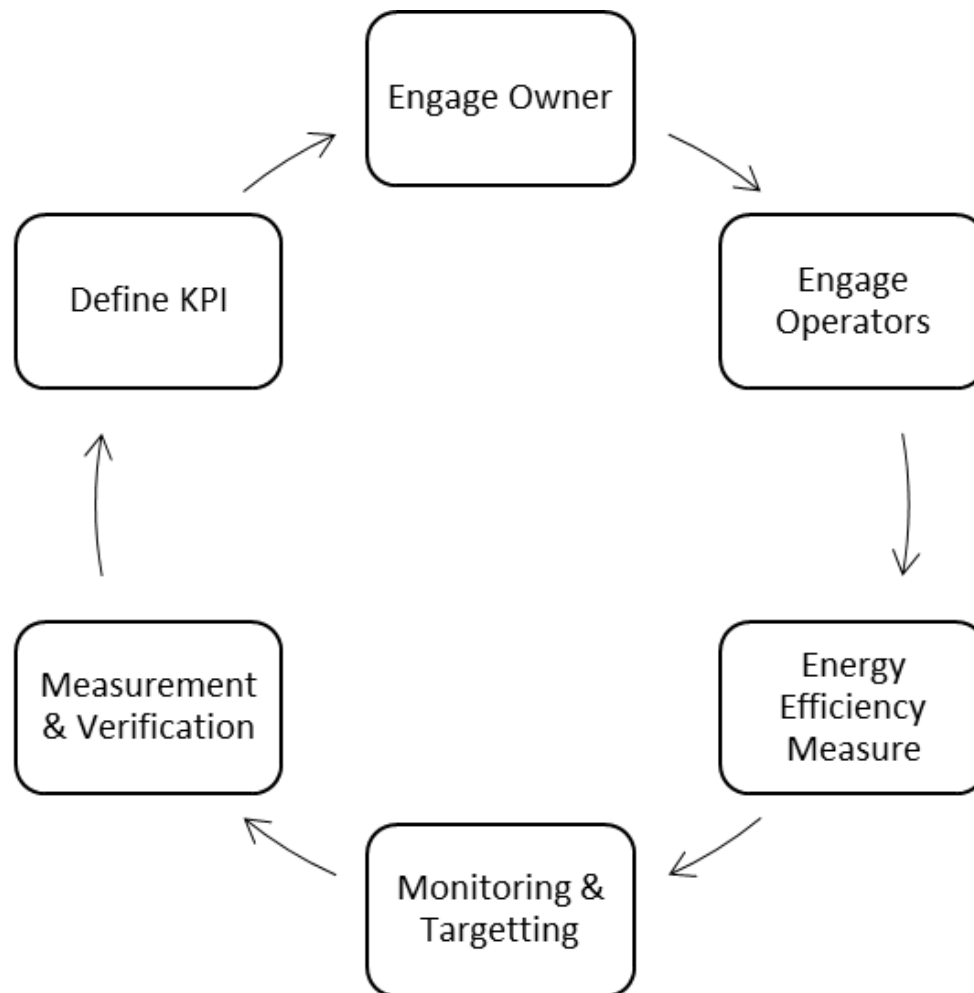 Engage Owner
Engage
Operators
Energy
Efficiency
Measure
Monitoring &
Targetting
Measurement
& Verification
Define KPI